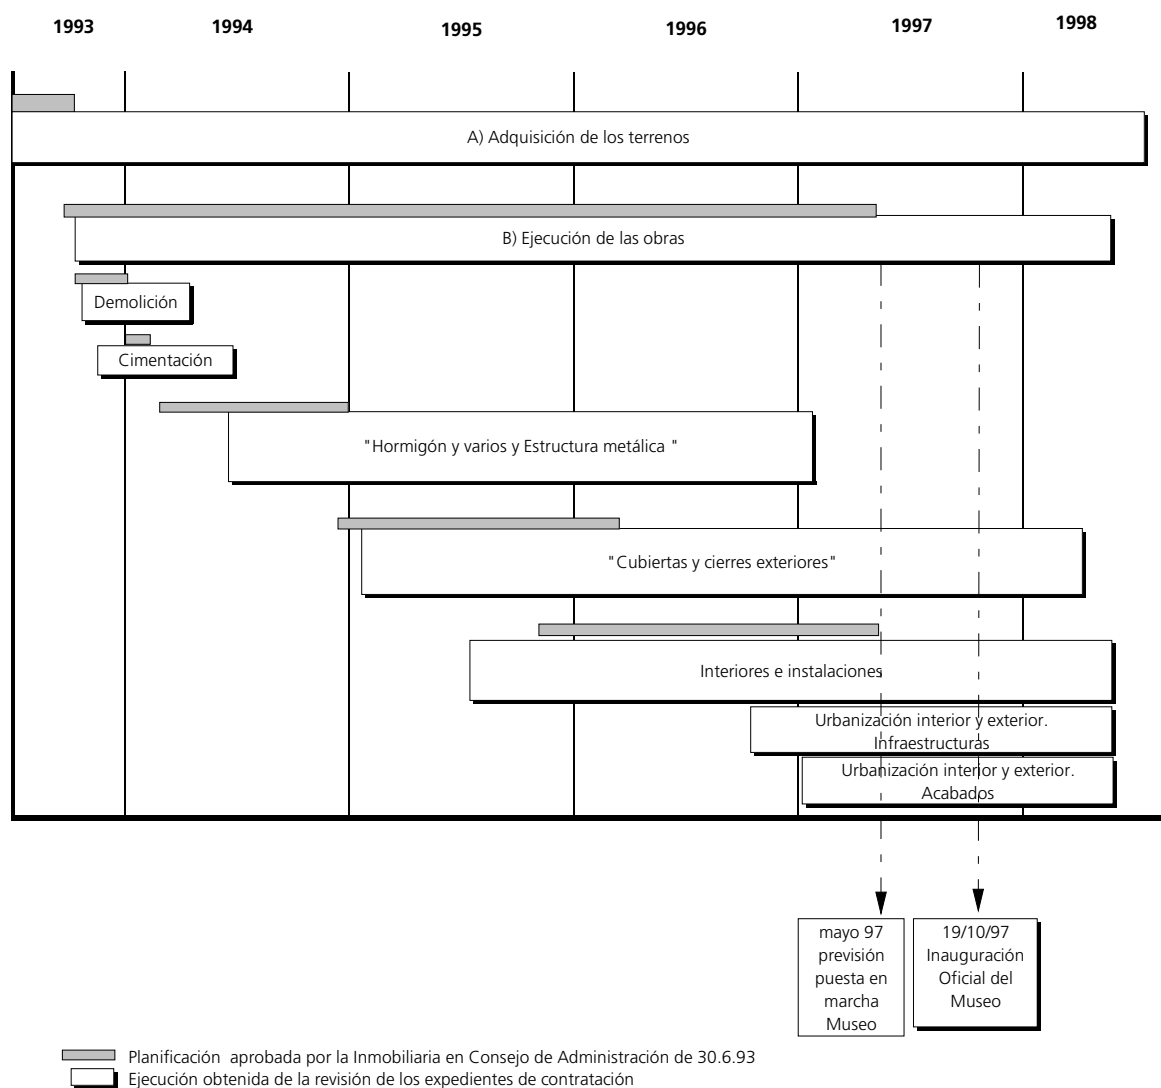 1993 1994 1995 1996 1997 1998
A) Adquisición de los terrenos
B) Ejecución de las obras
Demolición
Cimentación
"Hormigón y varios y Estructura metálica "
"Cubiertas y cierres exteriores"
Interiores e instalaciones
Urbanización interior y exterior.
Infraestructuras
Urbanización interior y exterior.
Acabados
mayo 97
previsión
puesta en
marcha
Museo
19/10/97
Inauguración
Oficial del
Museo
Planificación aprobada por la Inmobiliaria en Consejo de Administración de 30.6.93
Ejecución obtenida de la revisión de los expedientes de contratación